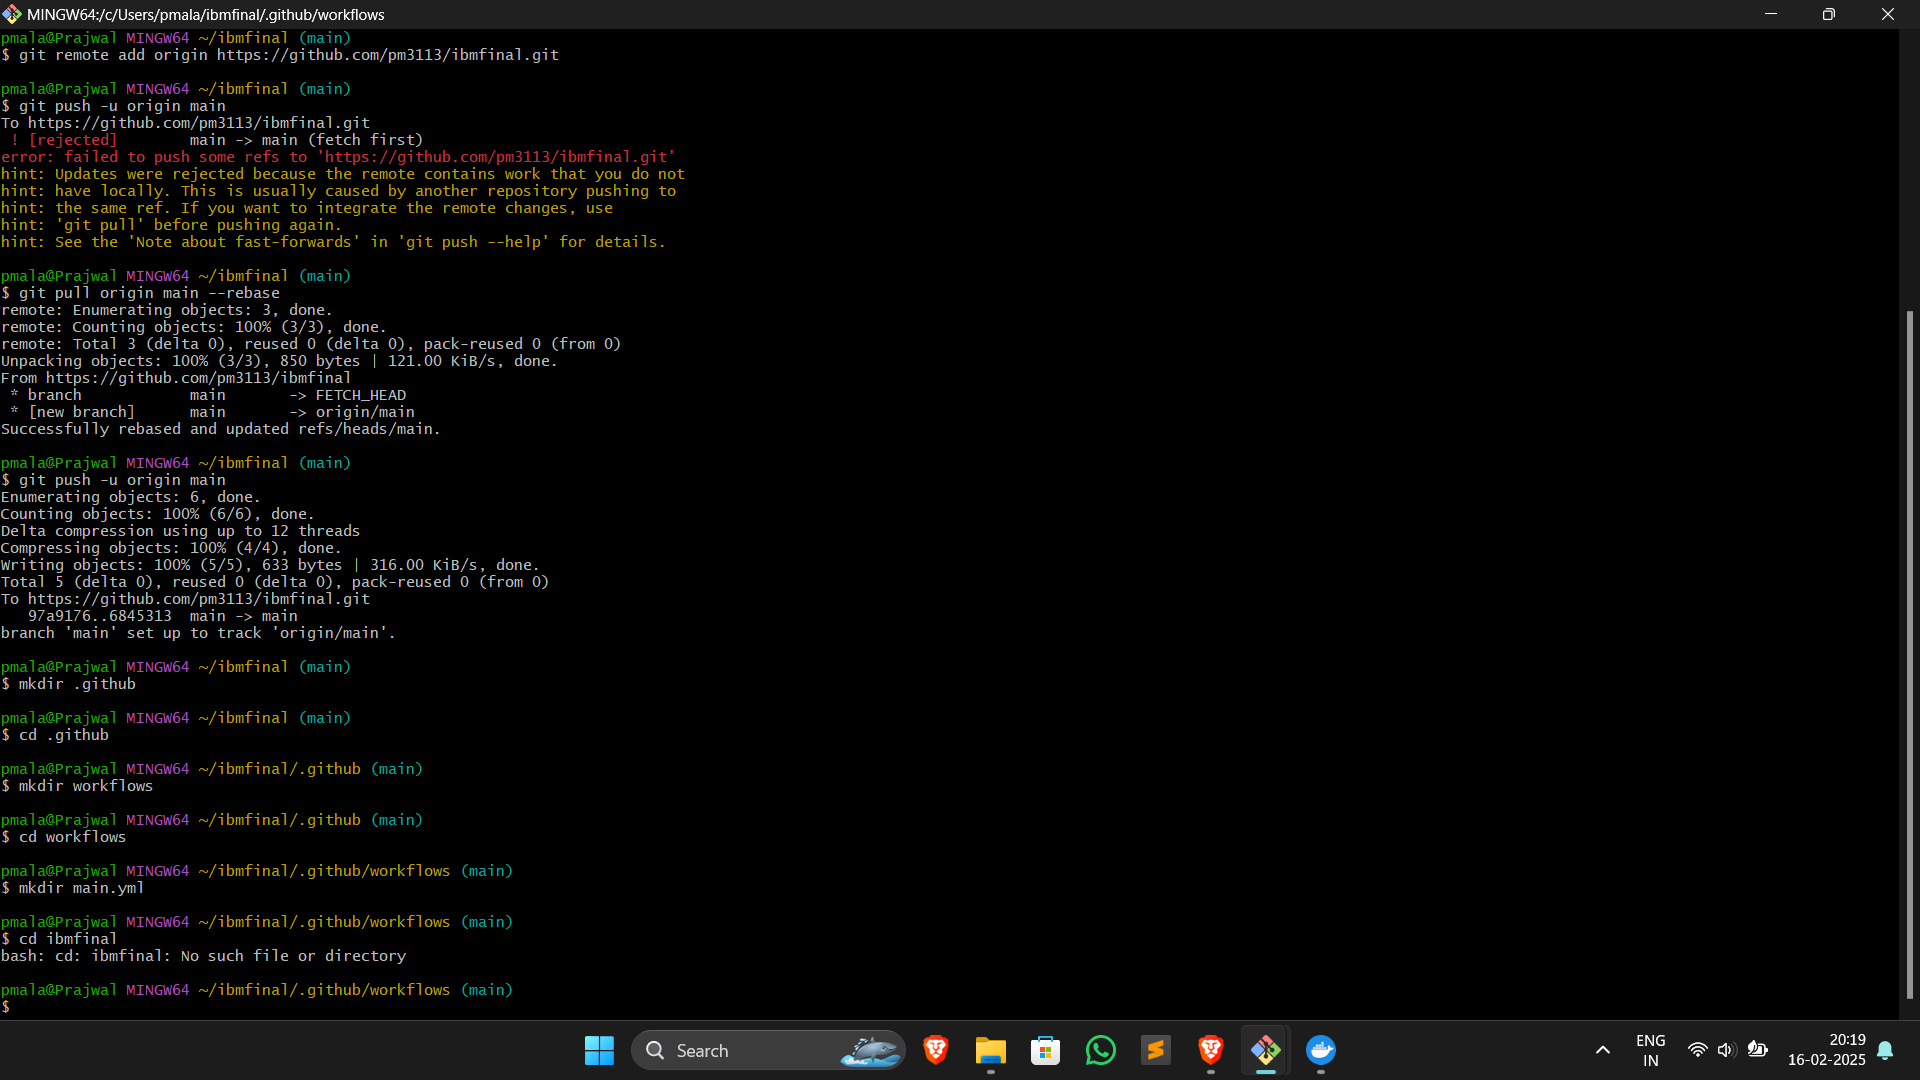 MINGW64:/c/Users/pmala/ibmfinal/.github/workflows
pmala@Prajwal MINGW64 ~/ibmfinal (main)
$ git remote add origin https://github.com/pm3113/ibmfinal.git
pmala@Prajwal MINGW64 ~/ibmfinal (main)
$ git push -u origin main
To https://github.com/pm3113/ibmfinal.git
 ! [rejected]        main -> main (fetch first)
error: failed to push some refs to 'https://github.com/pm3113/ibmfinal.git'
hint: Updates were rejected because the remote contains work that you do not
hint: have locally. This is usually caused by another repository pushing to
hint: the same ref. If you want to integrate the remote changes, use
hint: 'git pull' before pushing again.
hint: See the 'Note about fast-forwards' in 'git push --help' for details.
pmala@Prajwal MINGW64 ~/ibmfinal (main)
$ git pull origin main --rebase
remote: Enumerating objects: 3, done.
remote: Counting objects: 100% (3/3), done.
remote: Total 3 (delta 0), reused 0 (delta 0), pack-reused 0 (from 0)
Unpacking objects: 100% (3/3), 850 bytes | 121.00 KiB/s, done.
From https://github.com/pm3113/ibmfinal
 * branch            main       -> FETCH_HEAD
 * [new branch]      main       -> origin/main
Successfully rebased and updated refs/heads/main.
pmala@Prajwal MINGW64 ~/ibmfinal (main)
$ git push -u origin main
Enumerating objects: 6, done.
Counting objects: 100% (6/6), done.
Delta compression using up to 12 threads
Compressing objects: 100% (4/4), done.
Writing objects: 100% (5/5), 633 bytes | 316.00 KiB/s, done.
Total 5 (delta 0), reused 0 (delta 0), pack-reused 0 (from 0)
To https://github.com/pm3113/ibmfinal.git
   97a9176..6845313  main -> main
branch 'main' set up to track 'origin/main'.
pmala@Prajwal MINGW64 ~/ibmfinal (main)
$ mkdir .github
pmala@Prajwal MINGW64 ~/ibmfinal (main)
$ cd .github
pmala@Prajwal MINGW64 ~/ibmfinal/.github (main)
$ mkdir workflows
pmala@Prajwal MINGW64 ~/ibmfinal/.github (main)
$ cd workflows
pmala@Prajwal MINGW64 ~/ibmfinal/.github/workflows (main)
$ mkdir main.yml
pmala@Prajwal MINGW64 ~/ibmfinal/.github/workflows (main)
$ cd ibmfinal
bash: cd: ibmfinal: No such file or directory
pmala@Prajwal MINGW64 ~/ibmfinal/.github/workflows (main)
$
Search
ENG
IN
20:19
16-02-2025